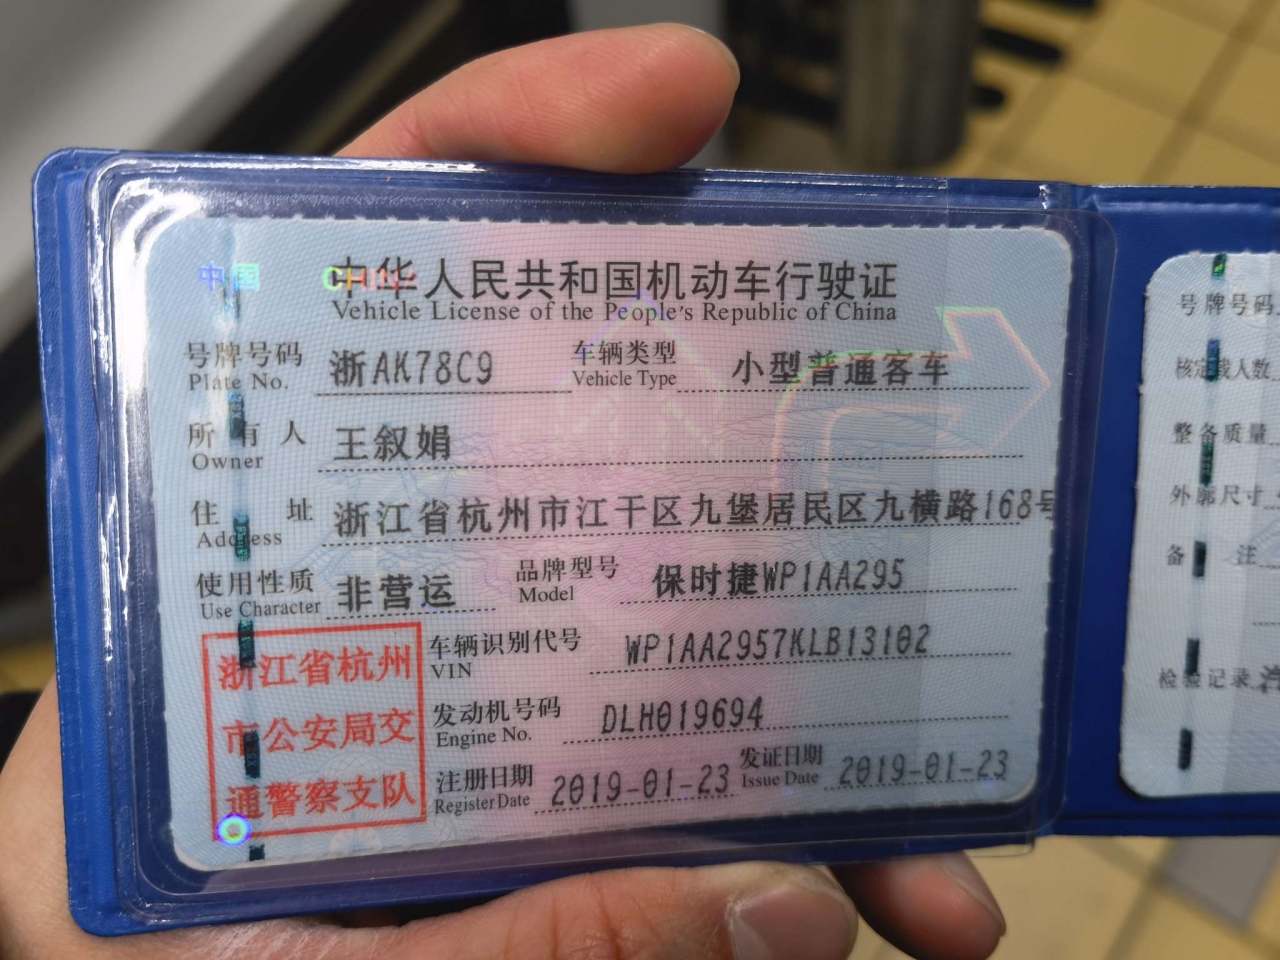 中国 CHINA
中华人民共和国机动车行驶证
Vehicle License of the People's Republic of China
号牌号码 浙AK78C9 车辆类型 小型普通客车
Plate No. Vehicle Type
所有人 王叙娟
Owner
住址 浙江省杭州市江干区九堡居民区九横路168号
Address
使用性质 非营运 品牌型号 保时捷WP1AA295
Use Character Model
浙江省杭州
市公安局交
通警察支队
车辆识别代号 WP1AA2957KLB13102
VIN
发动机号码 DLH019694
Engine No.
注册日期 2019-01-23 发证日期 2019-01-23
Register Date Issue Date
号牌号码
核定载人数
整备质量
外廓尺寸
备注
检验记录